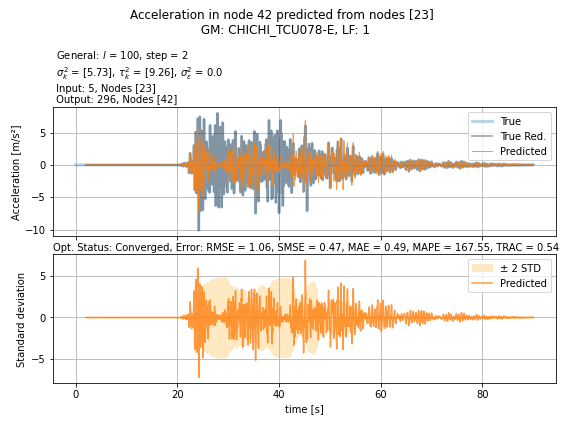 Acceleration in node 42 predicted from nodes [23]
GM: CHICHI_TCU078-E, LF: 1
General: l = 100, step = 2
σ²ₖ = [5.73], τ²ₖ = [9.26], σ²ε = 0.0
Input: 5, Nodes [23]
Output: 296, Nodes [42]
True
True Red.
Predicted
Acceleration [m/s²]
5
0
−5
−10
Opt. Status: Converged, Error: RMSE = 1.06, SMSE = 0.47, MAE = 0.49, MAPE = 167.55, TRAC = 0.54
± 2 STD
Predicted
Standard deviation
5
0
−5
0 20 40 60 80
time [s]